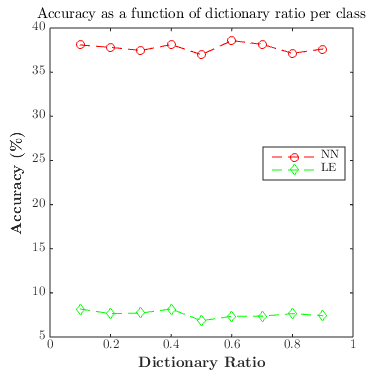 Accuracy as a function of dictionary ratio per class
40
35
30
25
20
15
10
5
Accuracy (%)
NN
LE
0
0.2
0.4
0.6
0.8
1
Dictionary Ratio